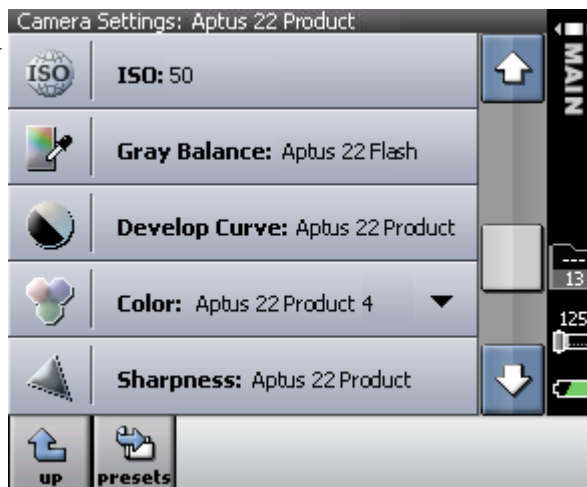 Camera Settings: Aptus 22 Product
ISO
ISO: 50
Gray Balance: Aptus 22 Flash
Develop Curve: Aptus 22 Product
Color: Aptus 22 Product 4
Sharpness: Aptus 22 Product
MAIN
---
13
125
up
presets